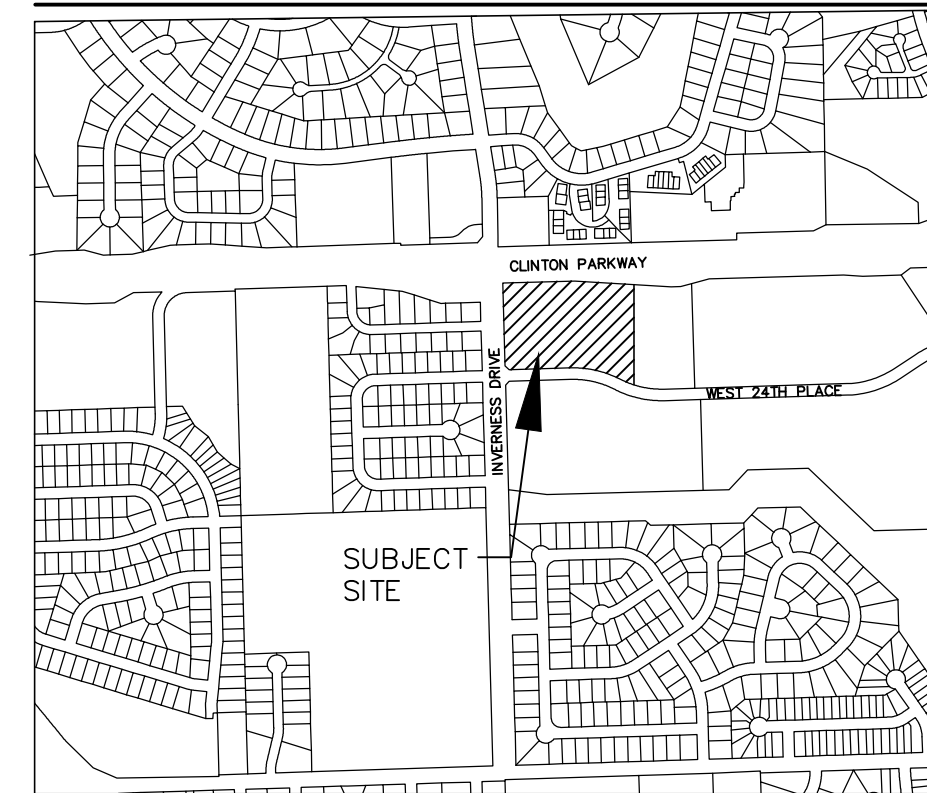 CLINTON PARKWAY
INVERNESS DRIVE
WEST 24TH PLACE
SUBJECT
SITE